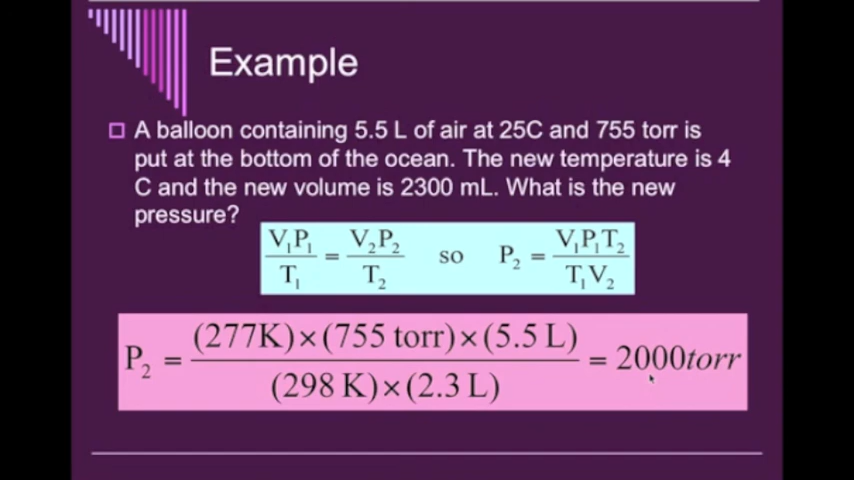 Example
A balloon containing 5.5 L of air at 25C and 755 torr is
put at the bottom of the ocean. The new temperature is 4
C and the new volume is 2300 mL. What is the new
pressure?
V₁P₁/T₁ = V₂P₂/T₂ so P₂ = V₁P₁T₂/T₁V₂
P₂ = (277K)×(755 torr)×(5.5 L)/(298 K)×(2.3 L) = 2000torr